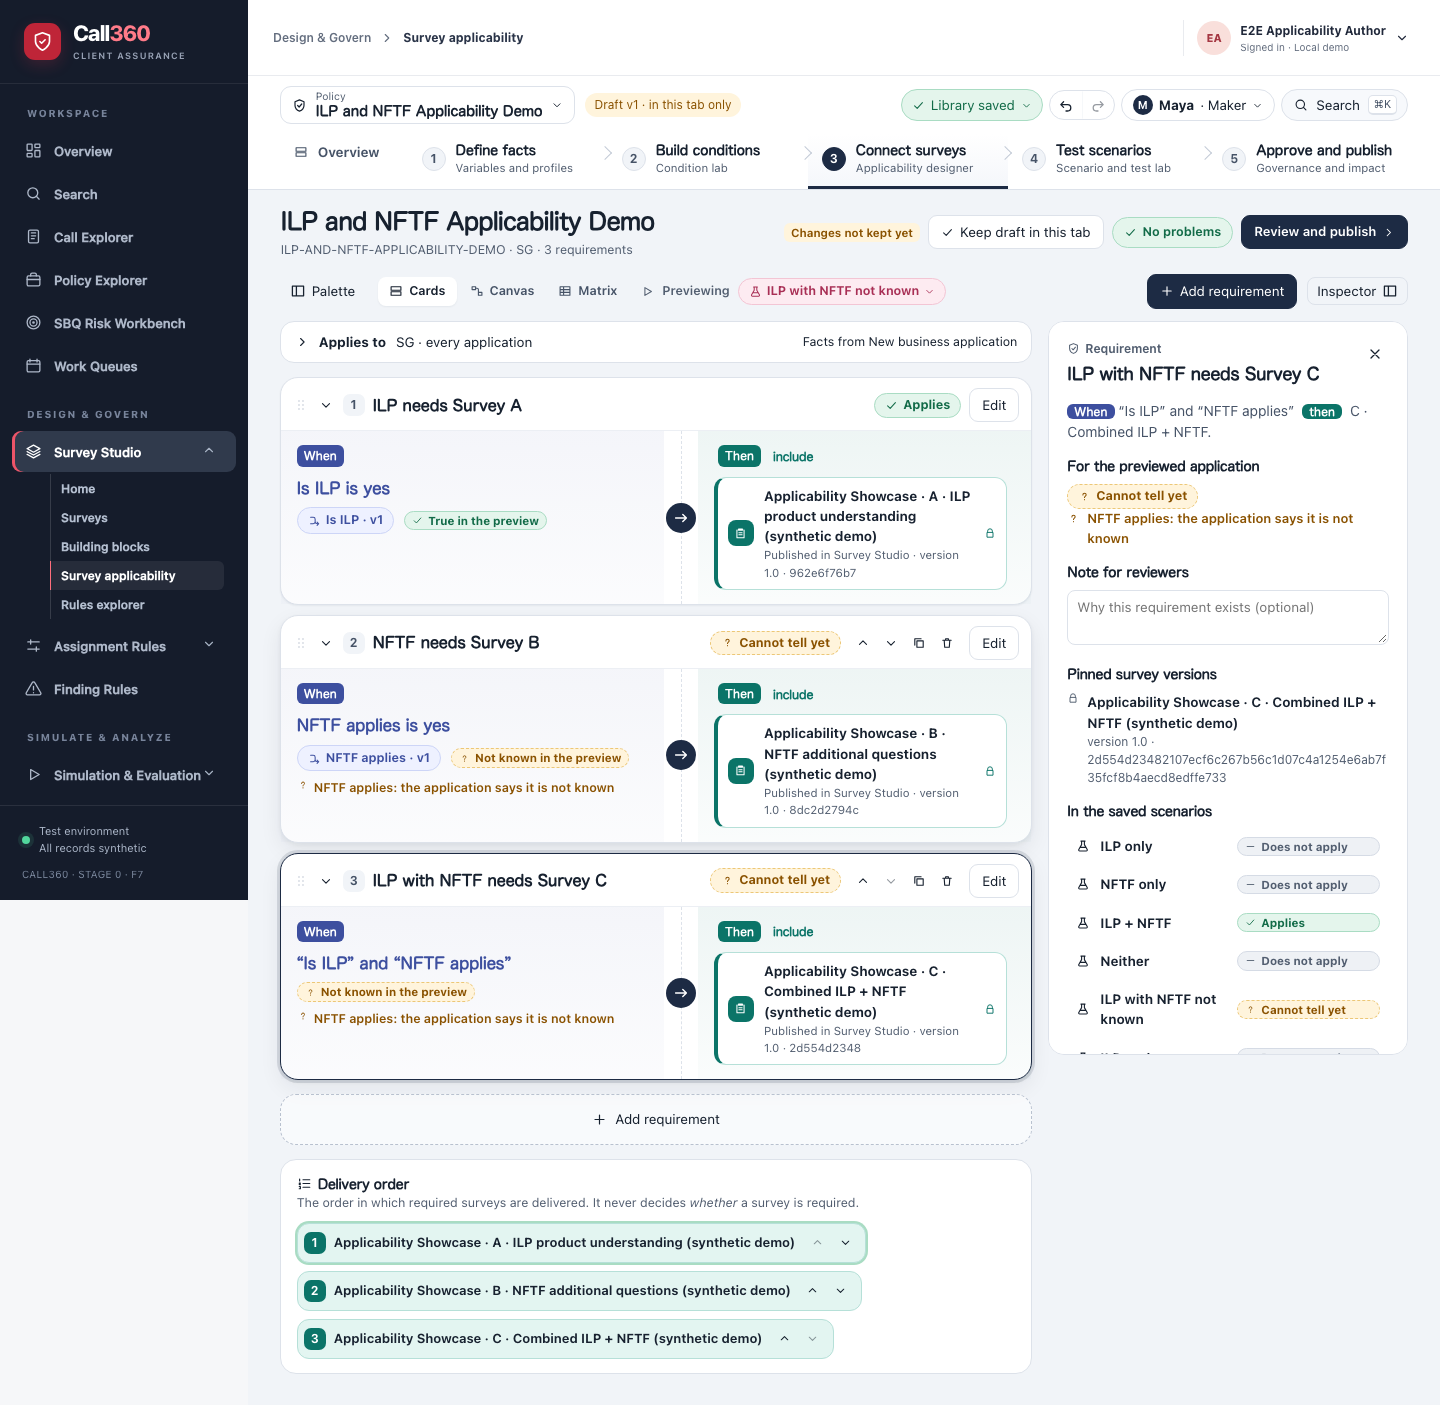 Call360
CLIENT ASSURANCE
WORKSPACE
Overview
Search
Call Explorer
Policy Explorer
SBQ Risk Workbench
Work Queues
DESIGN & GOVERN
Survey Studio
Home
Surveys
Building blocks
Survey applicability
Rules explorer
Assignment Rules
Finding Rules
SIMULATE & ANALYZE
Simulation & Evaluation
Test environment
All records synthetic
CALL360 · STAGE 0 · F7
Design & Govern
Survey applicability
EA
E2E Applicability Author
Signed in · Local demo
Policy
ILP and NFTF Applicability Demo
Draft v1 · in this tab only
Library saved
M
Maya · Maker
Search
⌘K
Overview
1
Define facts
Variables and profiles
2
Build conditions
Condition lab
3
Connect surveys
Applicability designer
4
Test scenarios
Scenario and test lab
5
Approve and publish
Governance and impact
ILP and NFTF Applicability Demo
ILP-AND-NFTF-APPLICABILITY-DEMO · SG · 3 requirements
Changes not kept yet
Keep draft in this tab
No problems
Review and publish
Palette
Cards
Canvas
Matrix
Previewing
ILP with NFTF not known
Add requirement
Inspector
Applies to SG · every application
Facts from New business application
1
ILP needs Survey A
Applies
Edit
When
Is ILP is yes
Is ILP · v1
True in the preview
Then include
Applicability Showcase · A · ILP
product understanding
(synthetic demo)
Published in Survey Studio · version
1.0 · 962e6f76b7
2
NFTF needs Survey B
? Cannot tell yet
Edit
When
NFTF applies is yes
NFTF applies · v1
? Not known in the preview
? NFTF applies: the application says it is not known
Then include
Applicability Showcase · B ·
NFTF additional questions
(synthetic demo)
Published in Survey Studio · version
1.0 · 8dc2d2794c
3
ILP with NFTF needs Survey C
? Cannot tell yet
Edit
When
“Is ILP” and “NFTF applies”
? Not known in the preview
? NFTF applies: the application says it is not known
Then include
Applicability Showcase · C ·
Combined ILP + NFTF
(synthetic demo)
Published in Survey Studio · version
1.0 · 2d554d2348
Add requirement
Delivery order
The order in which required surveys are delivered. It never decides whether a survey is required.
1 Applicability Showcase · A · ILP product understanding (synthetic demo)
2 Applicability Showcase · B · NFTF additional questions (synthetic demo)
3 Applicability Showcase · C · Combined ILP + NFTF (synthetic demo)
Requirement
ILP with NFTF needs Survey C
When “Is ILP” and “NFTF applies” then C ·
Combined ILP + NFTF.
For the previewed application
? Cannot tell yet
? NFTF applies: the application says it is not
known
Note for reviewers
Why this requirement exists (optional)
Pinned survey versions
Applicability Showcase · C · Combined ILP +
NFTF (synthetic demo)
version 1.0 ·
2d554d23482107ecf6c267b56c1d07c4a1254e6ab7f
35fcf8b4aecd8edffe733
In the saved scenarios
ILP only
Does not apply
NFTF only
Does not apply
ILP + NFTF
Applies
Neither
Does not apply
ILP with NFTF not
known
? Cannot tell yet